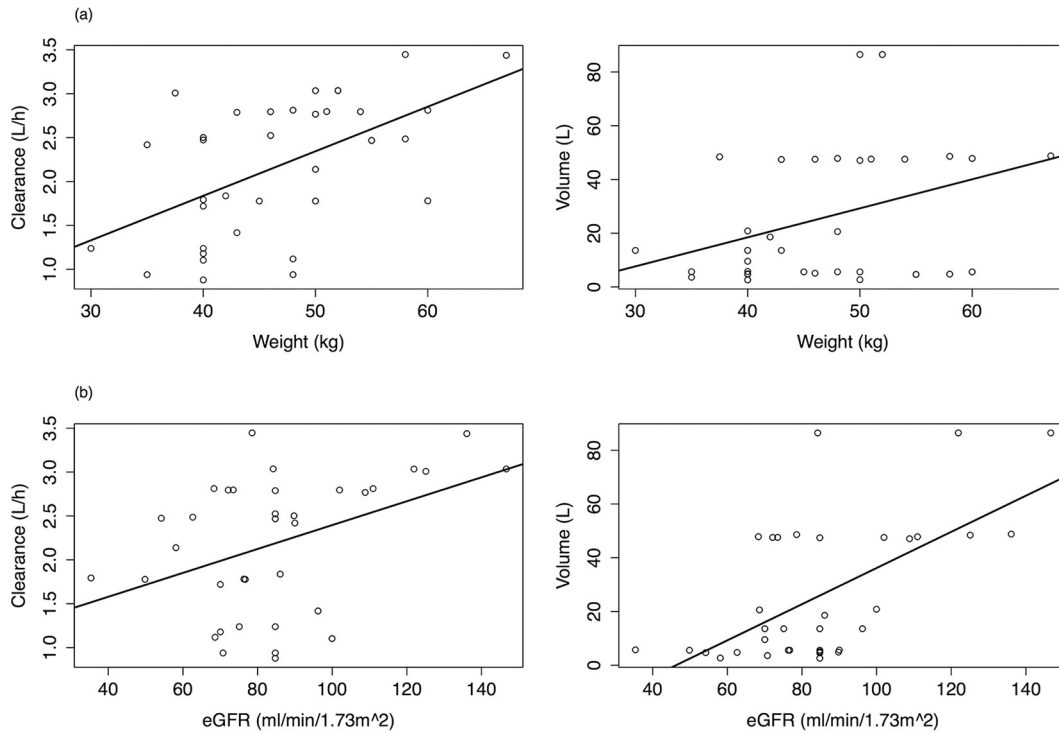 (a)
Clearance (L/h)
1.0 1.5 2.0 2.5 3.0 3.5
30 40 50 60
Weight (kg)
Volume (L)
0 20 40 60 80
30 40 50 60
Weight (kg)
(b)
Clearance (L/h)
1.0 1.5 2.0 2.5 3.0 3.5
40 60 80 100 120 140
eGFR (ml/min/1.73m^2)
Volume (L)
0 20 40 60 80
40 60 80 100 120 140
eGFR (ml/min/1.73m^2)